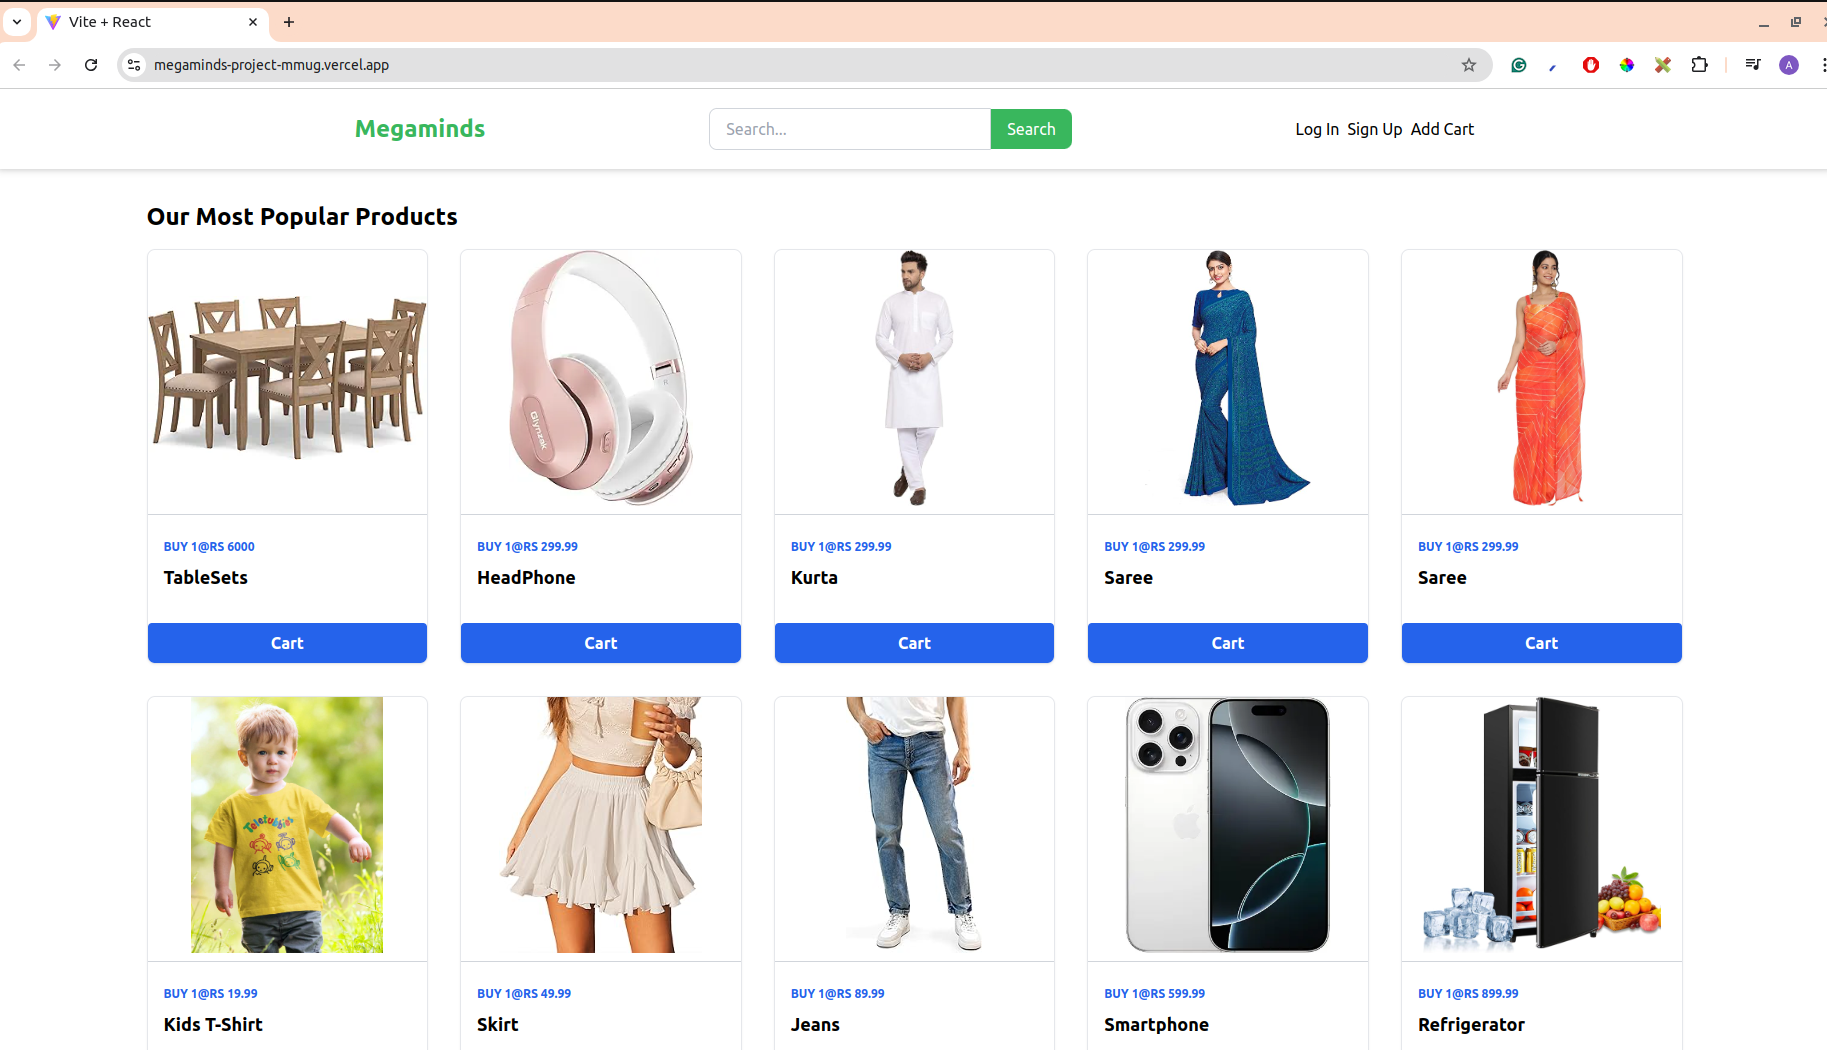 Vite + React
megaminds-project-mmug.vercel.app
A
Megaminds
Search...
Search
Log In Sign Up Add Cart
Our Most Popular Products
Glynzak
BUY 1@RS 6000
TableSets
Cart
BUY 1@RS 299.99
HeadPhone
Cart
BUY 1@RS 299.99
Kurta
Cart
BUY 1@RS 299.99
Saree
Cart
BUY 1@RS 299.99
Saree
Cart
Teletubbies
BUY 1@RS 19.99
Kids T-Shirt
BUY 1@RS 49.99
Skirt
BUY 1@RS 89.99
Jeans
BUY 1@RS 599.99
Smartphone
BUY 1@RS 899.99
Refrigerator